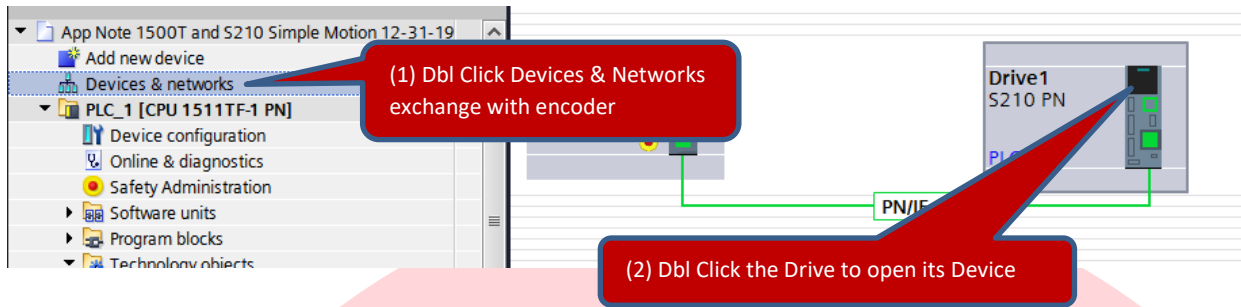 App Note 1500T and S210 Simple Motion 12-31-19
Add new device
Devices & networks
PLC_1 [CPU 1511TF-1 PN]
Device configuration
Online & diagnostics
Safety Administration
Software units
Program blocks
Technology objects
(1) Dbl Click Devices & Networks
exchange with encoder
Drive1
S210 PN
(2) Dbl Click the Drive to open its Device